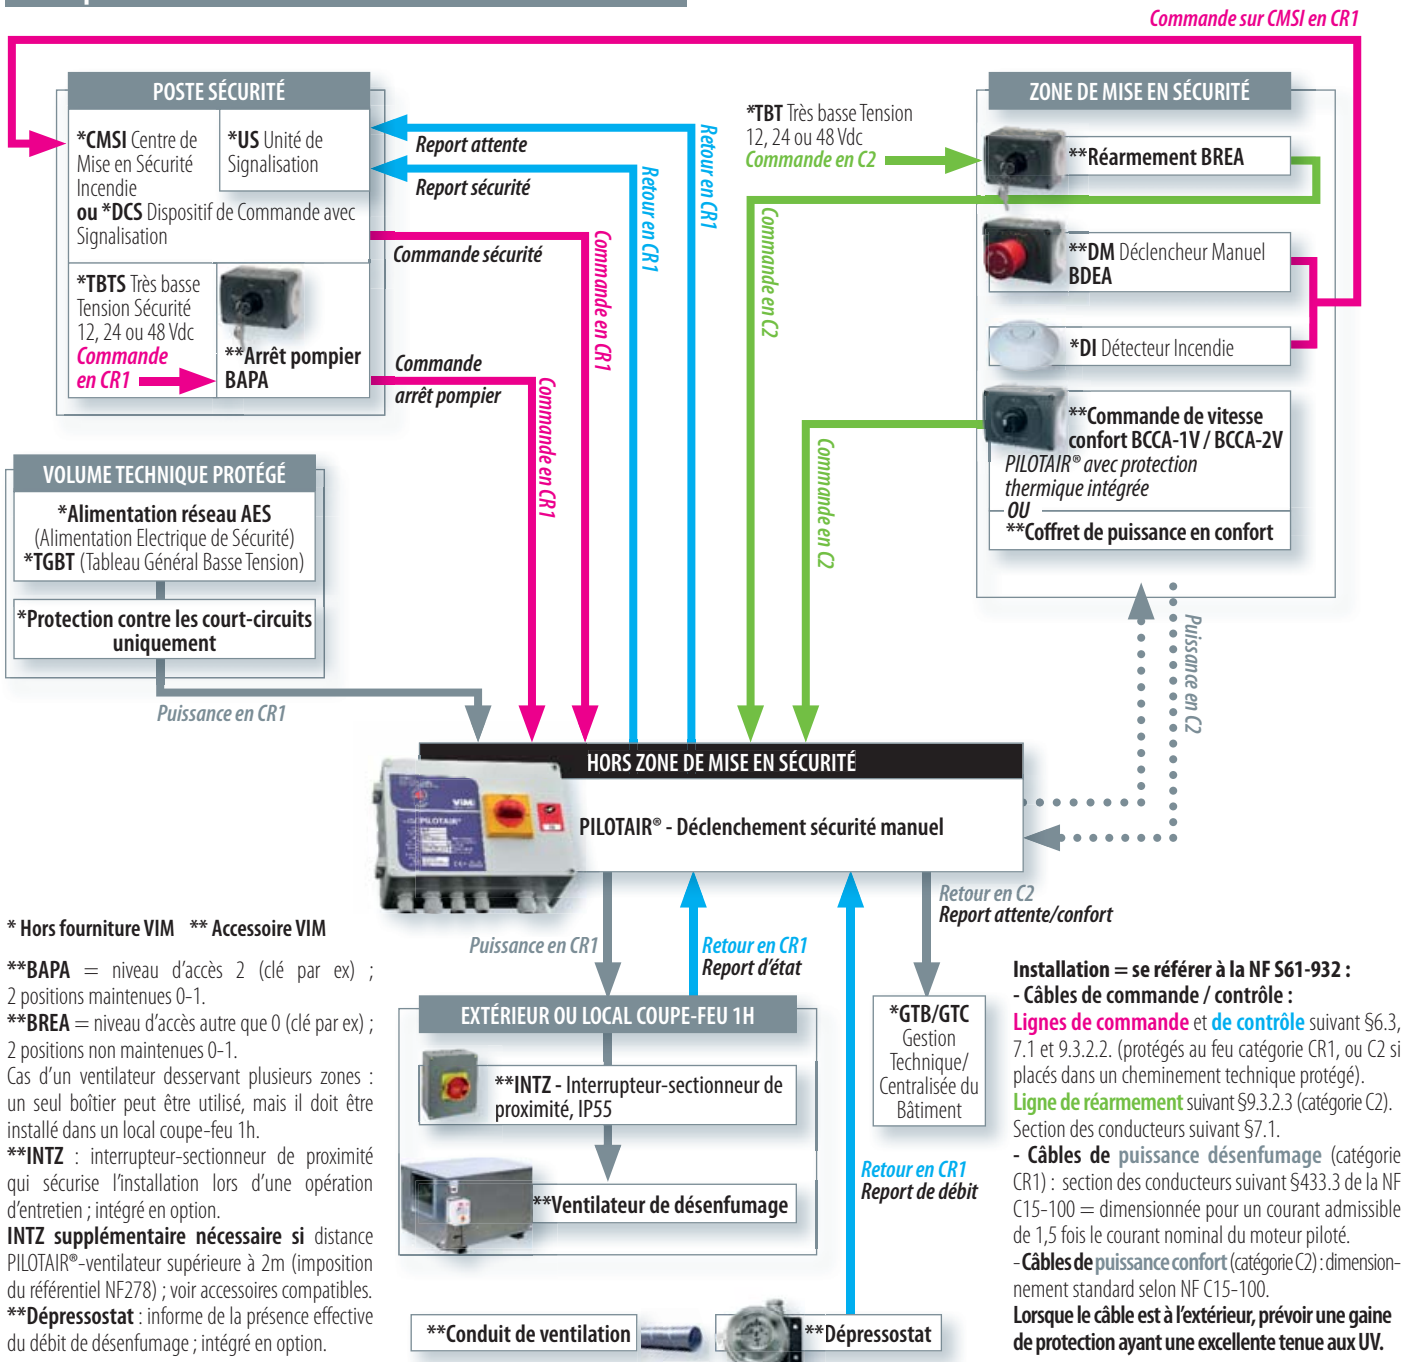 Commande sur CMSI en CR1
POSTE SÉCURITÉ
*CMSI Centre de
Mise en Sécurité
Incendie
ou *DCS Dispositif de Commande avec
Signalisation
*US Unité de
Signalisation
*TBTS Très basse
Tension Sécurité
12, 24 ou 48 Vdc
Commande
en CR1
**Arrêt pompier
BAPA
Report attente
Report sécurité
Commande sécurité
Commande
arrêt pompier
Retour en CR1
Retour en CR1
Commande en CR1
Commande en CR1
*TBT Très basse Tension
12, 24 ou 48 Vdc
Commande en C2
Commande en C2
Commande en C2
ZONE DE MISE EN SÉCURITÉ
**Réarmement BREA
**DM Déclencheur Manuel
BDEA
*DI Détecteur Incendie
**Commande de vitesse
confort BCCA-1V / BCCA-2V
PILOTAIR® avec protection
thermique intégrée
OU
**Coffret de puissance en confort
Puissance en C2
VOLUME TECHNIQUE PROTÉGÉ
*Alimentation réseau AES
(Alimentation Electrique de Sécurité)
*TGBT (Tableau Général Basse Tension)
*Protection contre les court-circuits
uniquement
Puissance en CR1
HORS ZONE DE MISE EN SÉCURITÉ
PILOTAIR® - Déclenchement sécurité manuel
VIM
PILOTAIR®
Puissance en CR1
Retour en CR1
Report d'état
Retour en C2
Report attente/confort
EXTÉRIEUR OU LOCAL COUPE-FEU 1H
**INTZ - Interrupteur-sectionneur de
proximité, IP55
**Ventilateur de désenfumage
*GTB/GTC
Gestion
Technique/
Centralisée du
Bâtiment
Retour en CR1
Report de débit
**Conduit de ventilation
**Dépressostat
* Hors fourniture VIM ** Accessoire VIM
**BAPA = niveau d'accès 2 (clé par ex) ;
2 positions maintenues 0-1.
**BREA = niveau d'accès autre que 0 (clé par ex) ;
2 positions non maintenues 0-1.
Cas d'un ventilateur desservant plusieurs zones :
un seul boîtier peut être utilisé, mais il doit être
installé dans un local coupe-feu 1h.
**INTZ : interrupteur-sectionneur de proximité
qui sécurise l'installation lors d'une opération
d'entretien ; intégré en option.
INTZ supplémentaire nécessaire si distance
PILOTAIR®-ventilateur supérieure à 2m (imposition
du référentiel NF278) ; voir accessoires compatibles.
**Dépressostat : informe de la présence effective
du débit de désenfumage ; intégré en option.
Installation = se référer à la NF S61-932 :
- Câbles de commande / contrôle :
Lignes de commande et de contrôle suivant §6.3,
7.1 et 9.3.2.2. (protégés au feu catégorie CR1, ou C2 si
placés dans un cheminement technique protégé).
Ligne de réarmement suivant §9.3.2.3 (catégorie C2).
Section des conducteurs suivant §7.1.
- Câbles de puissance désenfumage (catégorie
CR1) : section des conducteurs suivant §433.3 de la NF
C15-100 = dimensionnée pour un courant admissible
de 1,5 fois le courant nominal du moteur piloté.
- Câbles de puissance confort (catégorie C2) : dimension-
nement standard selon NF C15-100.
Lorsque le câble est à l'extérieur, prévoir une gaine
de protection ayant une excellente tenue aux UV.